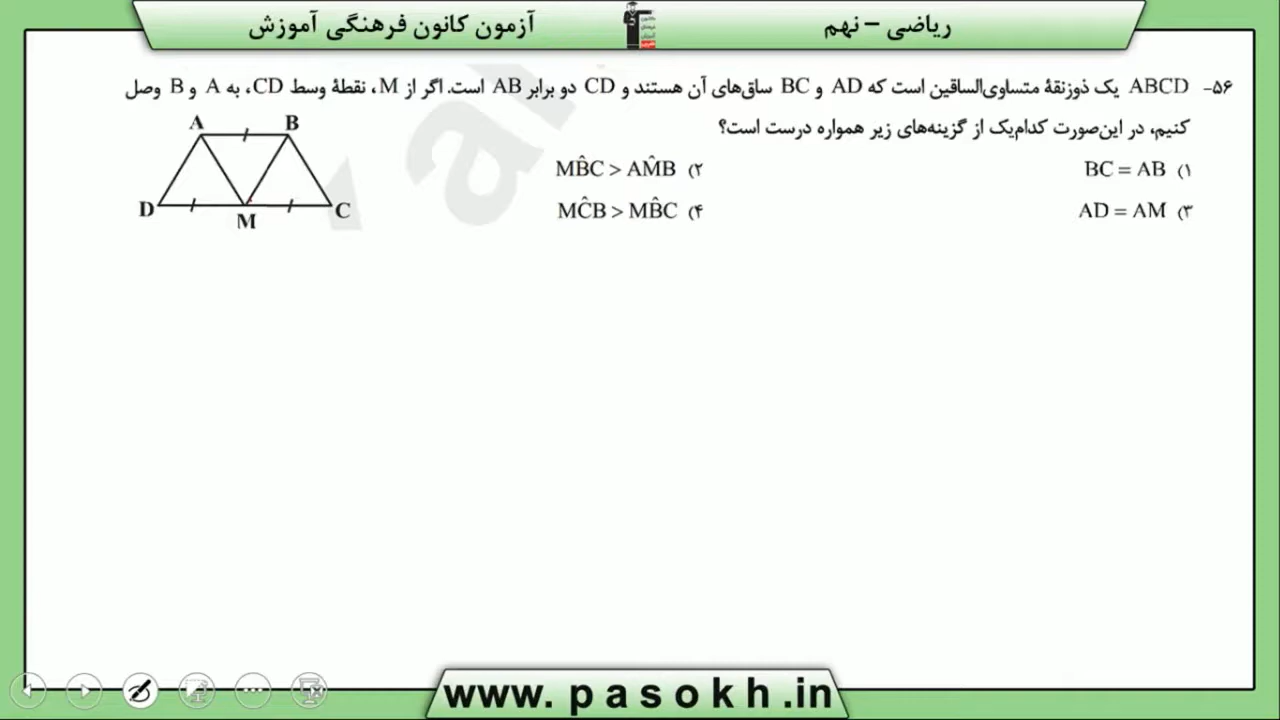 ریاضی – نهم
آزمون کانون فرهنگی آموزش
۵۶- ABCD یک ذوزنقهٔ متساوی‌الساقین است که AD و BC ساق‌های آن هستند و CD دو برابر AB است. اگر از M، نقطهٔ وسط CD، به A و B وصل
کنیم، در این‌صورت کدام‌یک از گزینه‌های زیر همواره درست است؟
۱) BC = AB
۲) MB̂C > AM̂B
۳) AD = AM
۴) MĈB > MB̂C
A B
D M C
www. p a s o k h .in